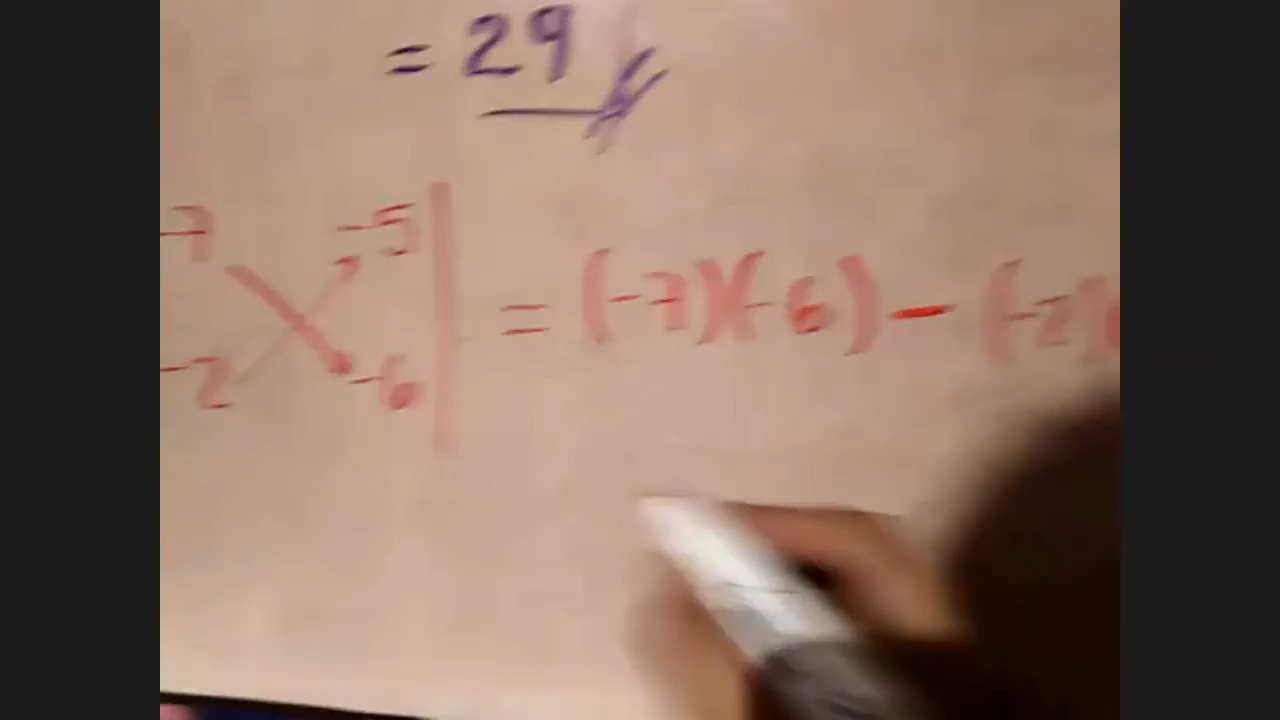 = 29
-7 -5
= (-7)(-6) - (-2)(
-2 -6